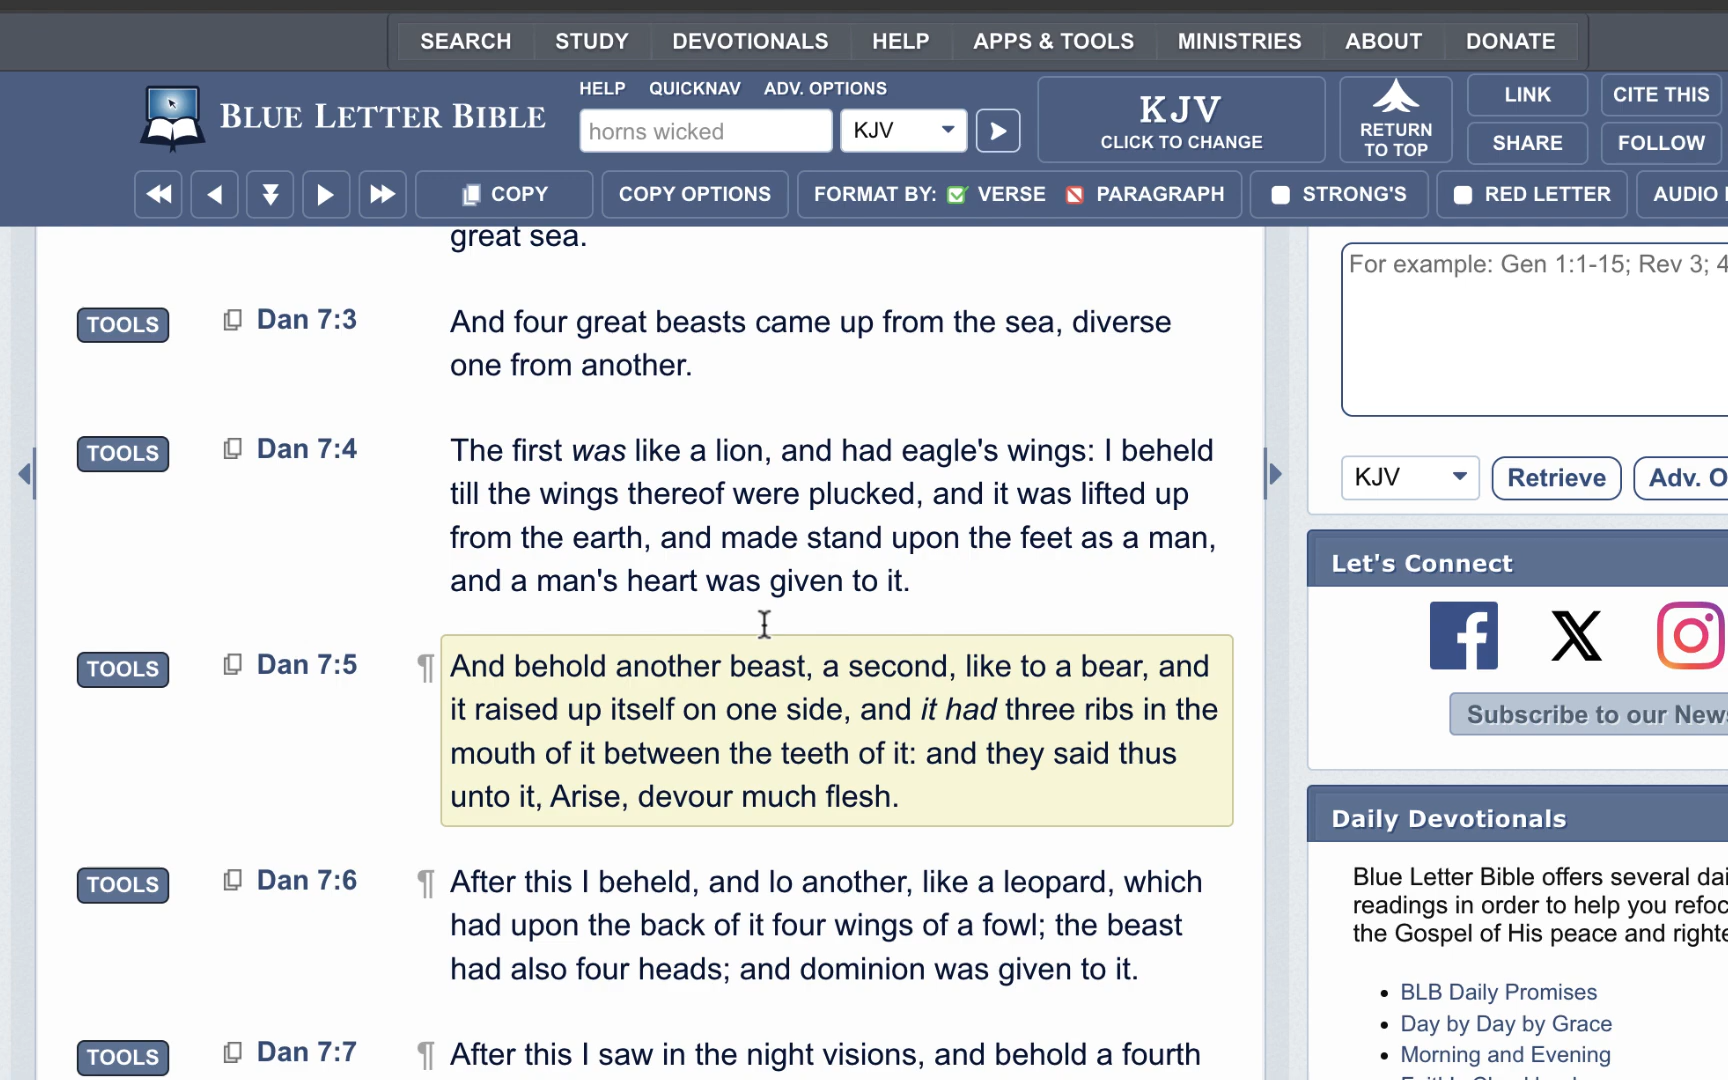 SEARCH STUDY DEVOTIONALS HELP APPS & TOOLS MINISTRIES ABOUT DONATE
BLUE LETTER BIBLE
HELP QUICKNAV ADV. OPTIONS
horns wicked
KJV
KJV
CLICK TO CHANGE
RETURN
TO TOP
LINK
CITE THIS
SHARE
FOLLOW
COPY
COPY OPTIONS
FORMAT BY: VERSE PARAGRAPH
STRONG'S
RED LETTER
AUDIO
great sea.
TOOLS
Dan 7:3
And four great beasts came up from the sea, diverse
one from another.
TOOLS
Dan 7:4
The first was like a lion, and had eagle's wings: I beheld
till the wings thereof were plucked, and it was lifted up
from the earth, and made stand upon the feet as a man,
and a man's heart was given to it.
TOOLS
Dan 7:5
¶ And behold another beast, a second, like to a bear, and
it raised up itself on one side, and it had three ribs in the
mouth of it between the teeth of it: and they said thus
unto it, Arise, devour much flesh.
TOOLS
Dan 7:6
¶ After this I beheld, and lo another, like a leopard, which
had upon the back of it four wings of a fowl; the beast
had also four heads; and dominion was given to it.
TOOLS
Dan 7:7
¶ After this I saw in the night visions, and behold a fourth
For example: Gen 1:1-15; Rev 3; 4
KJV
Retrieve
Adv. O
Let's Connect
Subscribe to our New
Daily Devotionals
Blue Letter Bible offers several dai
readings in order to help you refoc
the Gospel of His peace and righte
• BLB Daily Promises
• Day by Day by Grace
• Morning and Evening